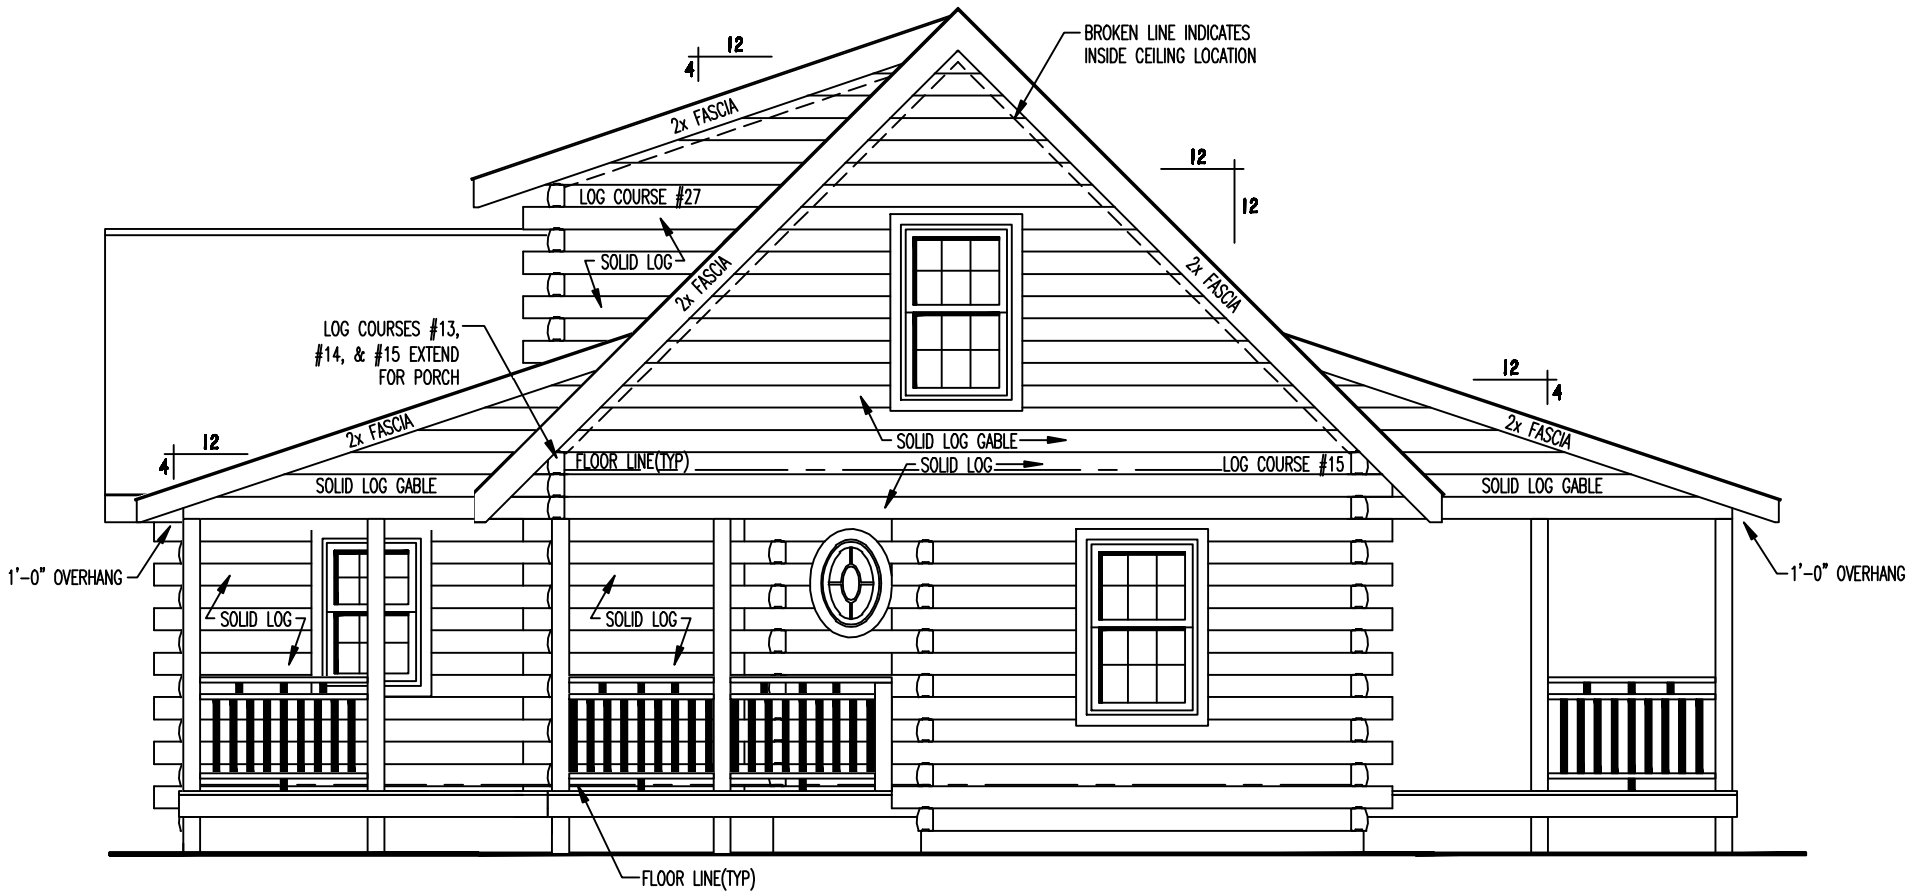 BROKEN LINE INDICATES
INSIDE CEILING LOCATION
12
4
2x FASCIA
12
12
LOG COURSE #27
SOLID LOG
2x FASCIA
2x FASCIA
LOG COURSES #13,
#14, & #15 EXTEND
FOR PORCH
12
4
2x FASCIA
2x FASCIA
12
4
SOLID LOG GABLE
FLOOR LINE(TYP)
SOLID LOG
LOG COURSE #15
SOLID LOG GABLE
SOLID LOG GABLE
1'-0" OVERHANG
1'-0" OVERHANG
SOLID LOG
SOLID LOG
FLOOR LINE(TYP)